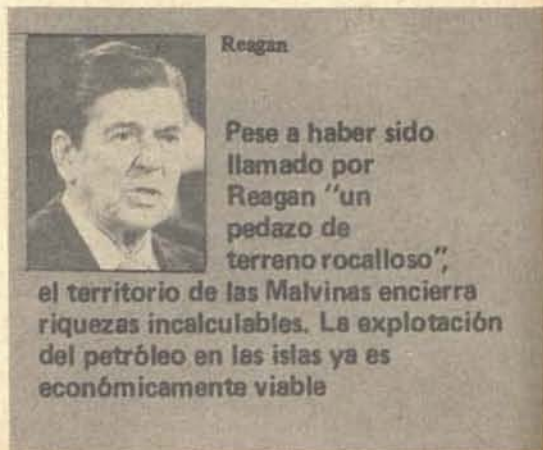 Reagan
Pese a haber sido
llamado por
Reagan "un
pedazo de
terreno rocalloso",
el territorio de las Malvinas encierra
riquezas incalculables. La explotación
del petróleo en las islas ya es
económicamente viable